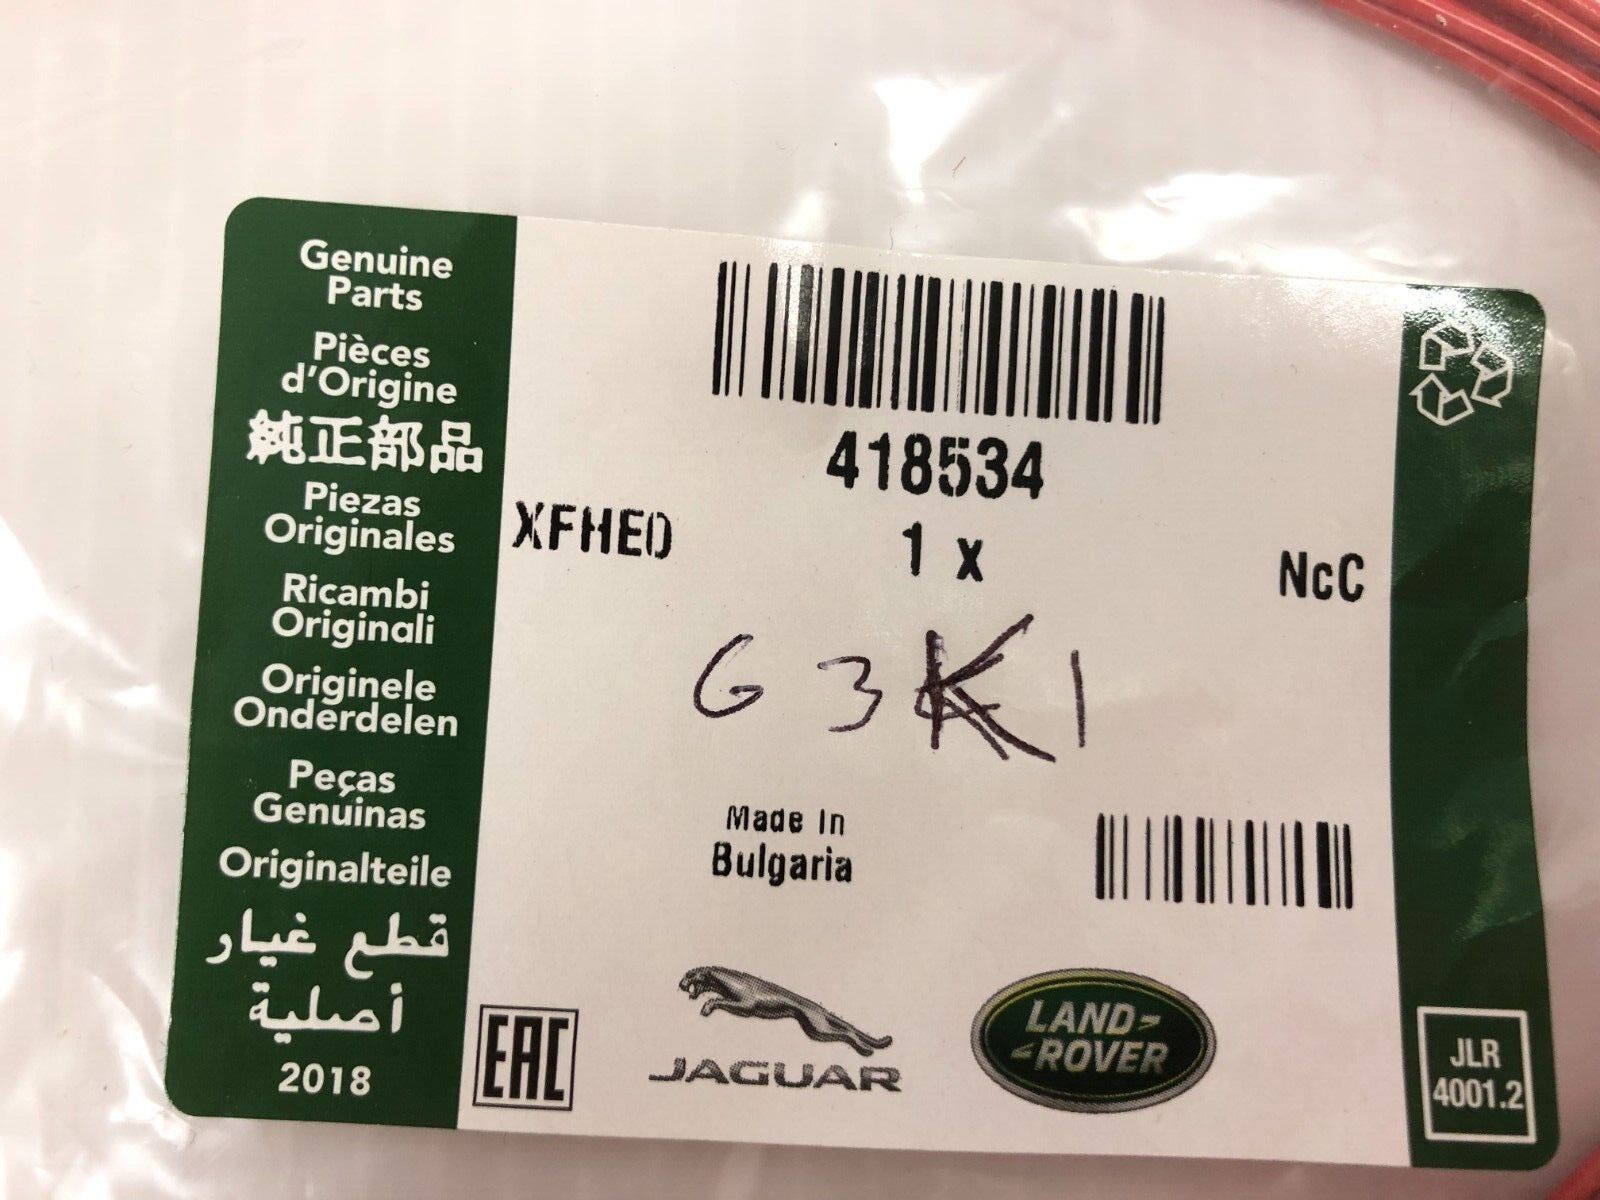 Genuine
Parts
Pièces
d'Origine
純正部品
Piezas
Originales
Ricambi
Originali
Originele
Onderdelen
Peças
Genuinas
Originalteile
قطع غيار
أصلية
2018
418534
XFHE0
1 x
NcC
G3K1
Made In
Bulgaria
EAC
JAGUAR
LAND-
-ROVER
JLR
4001.2